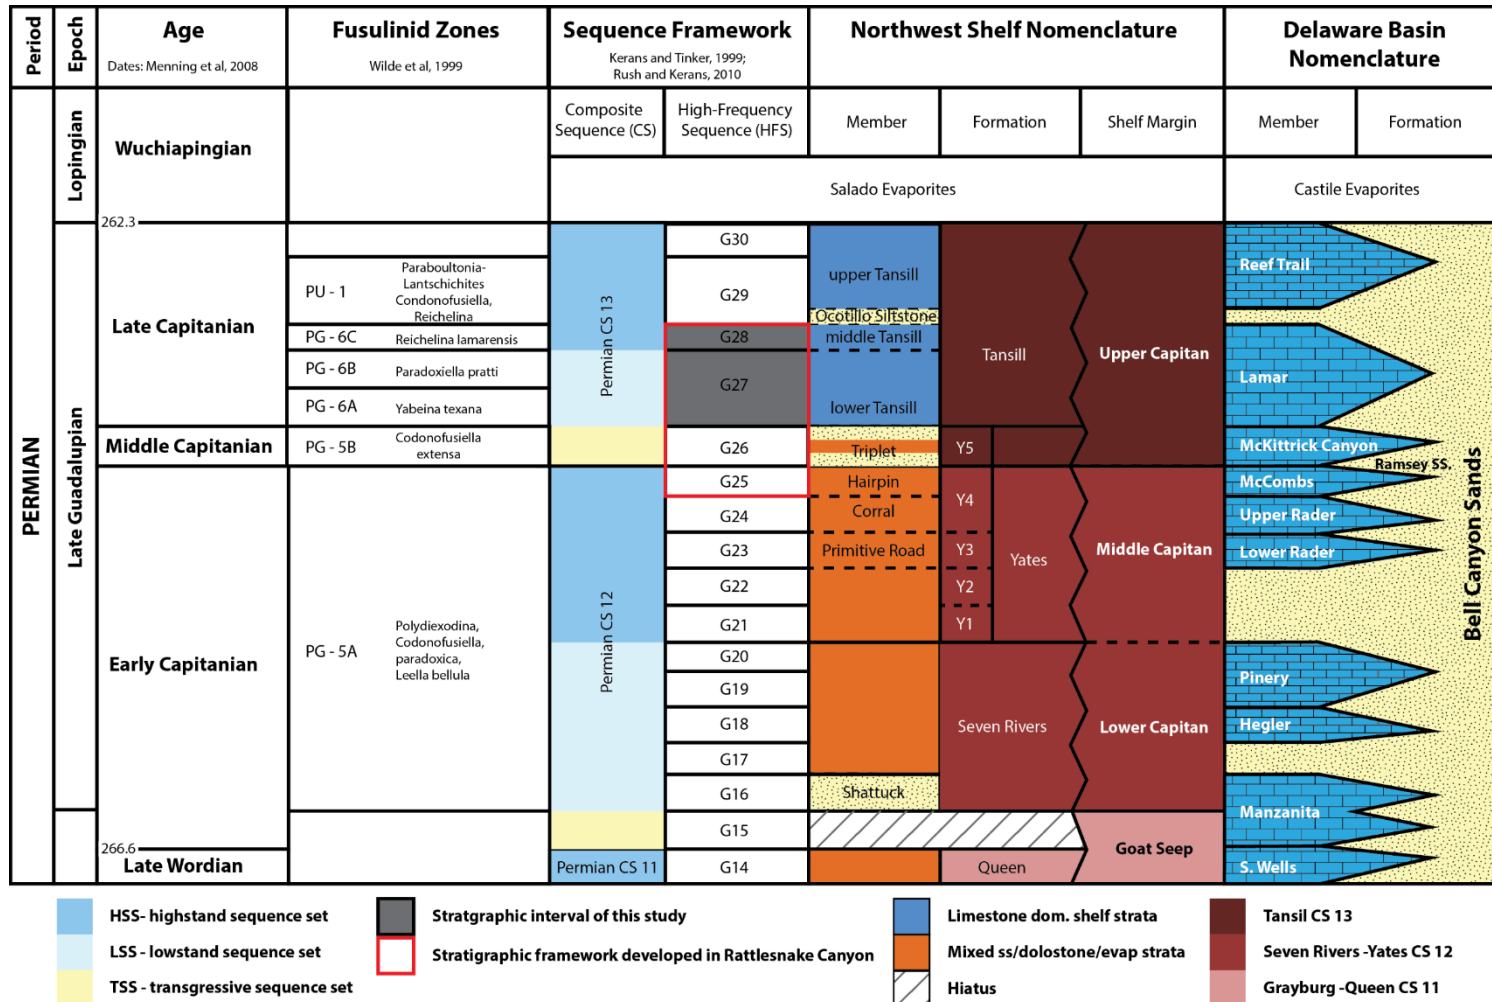 Period
Epoch
Age
Dates: Menning et al, 2008
Fusulinid Zones
Wilde et al, 1999
Sequence Framework
Kerans and Tinker, 1999;
Rush and Kerans, 2010
Northwest Shelf Nomenclature
Delaware Basin
Nomenclature
Composite
Sequence (CS)
High-Frequency
Sequence (HFS)
Member
Formation
Shelf Margin
Member
Formation
PERMIAN
Lopingian
Late Guadalupian
Wuchiapingian
262.3
Late Capitanian
Middle Capitanian
Early Capitanian
266.6
Late Wordian
PU - 1
Paraboultonia-
Lantschichites
Condonofusiella,
Reichelina
PG - 6C
Reichelina lamarensis
PG - 6B
Paradoxiella pratti
PG - 6A
Yabeina texana
PG - 5B
Codonofusiella
extensa
PG - 5A
Polydiexodina,
Codonofusiella,
paradoxica,
Leella bellula
Salado Evaporites
Castile Evaporites
Permian CS 13
Permian CS 12
Permian CS 11
G30
G29
G28
G27
G26
G25
G24
G23
G22
G21
G20
G19
G18
G17
G16
G15
G14
upper Tansill
Ocotillo Siltstone
middle Tansill
lower Tansill
Triplet
Hairpin
Corral
Primitive Road
Shattuck
Tansill
Y5
Y4
Y3
Y2
Y1
Yates
Seven Rivers
Queen
Upper Capitan
Middle Capitan
Lower Capitan
Goat Seep
Reef Trail
Lamar
McKittrick Canyon
Ramsey SS.
McCombs
Upper Rader
Lower Rader
Pinery
Hegler
Manzanita
S. Wells
Bell Canyon Sands
HSS- highstand sequence set
LSS - lowstand sequence set
TSS - transgressive sequence set
Stratgraphic interval of this study
Stratigraphic framework developed in Rattlesnake Canyon
Limestone dom. shelf strata
Mixed ss/dolostone/evap strata
Hiatus
Tansil CS 13
Seven Rivers -Yates CS 12
Grayburg -Queen CS 11